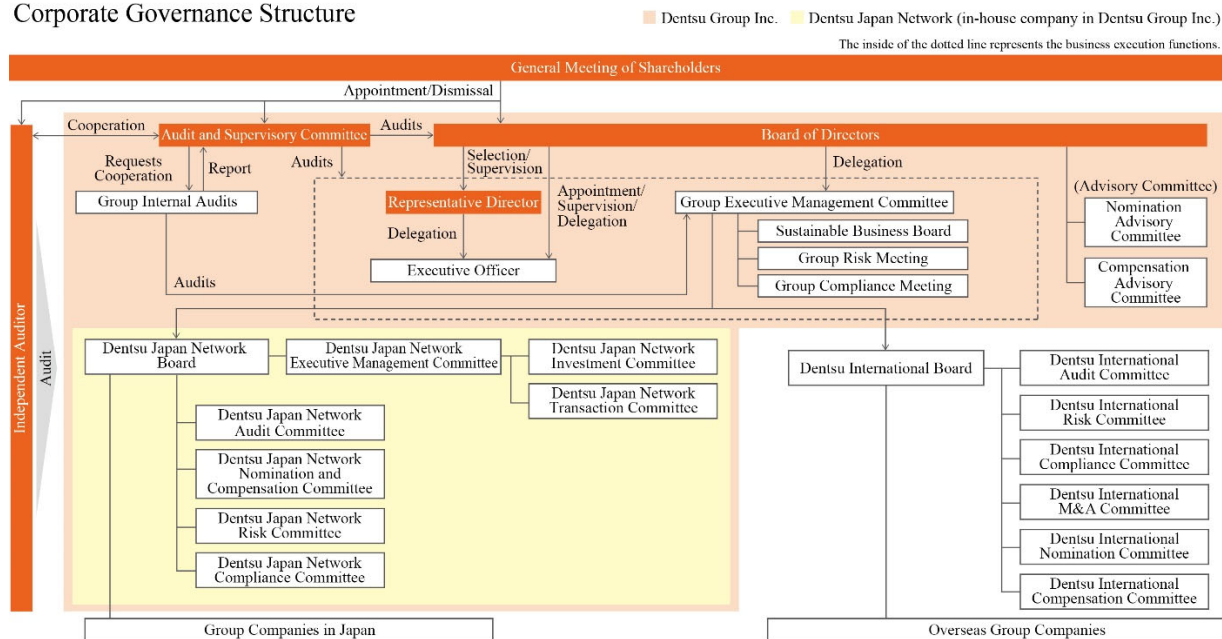 Corporate Governance Structure
Dentsu Group Inc.
Dentsu Japan Network (in-house company in Dentsu Group Inc.)
The inside of the dotted line represents the business execution functions.
General Meeting of Shareholders
Appointment/Dismissal
Cooperation
Audit and Supervisory Committee
Audits
Board of Directors
Requests
Cooperation
Report
Audits
Selection/
Supervision
Delegation
Appointment/
Supervision/
Delegation
(Advisory Committee)
Group Internal Audits
Representative Director
Group Executive Management Committee
Nomination
Advisory
Committee
Delegation
Sustainable Business Board
Executive Officer
Group Risk Meeting
Compensation
Advisory
Committee
Audits
Group Compliance Meeting
Independent Auditor
Audit
Dentsu Japan Network
Board
Dentsu Japan Network
Executive Management Committee
Dentsu Japan Network
Investment Committee
Dentsu Japan Network
Transaction Committee
Dentsu Japan Network
Audit Committee
Dentsu Japan Network
Nomination and
Compensation Committee
Dentsu Japan Network
Risk Committee
Dentsu Japan Network
Compliance Committee
Dentsu International Board
Dentsu International
Audit Committee
Dentsu International
Risk Committee
Dentsu International
Compliance Committee
Dentsu International
M&A Committee
Dentsu International
Nomination Committee
Dentsu International
Compensation Committee
Group Companies in Japan
Overseas Group Companies